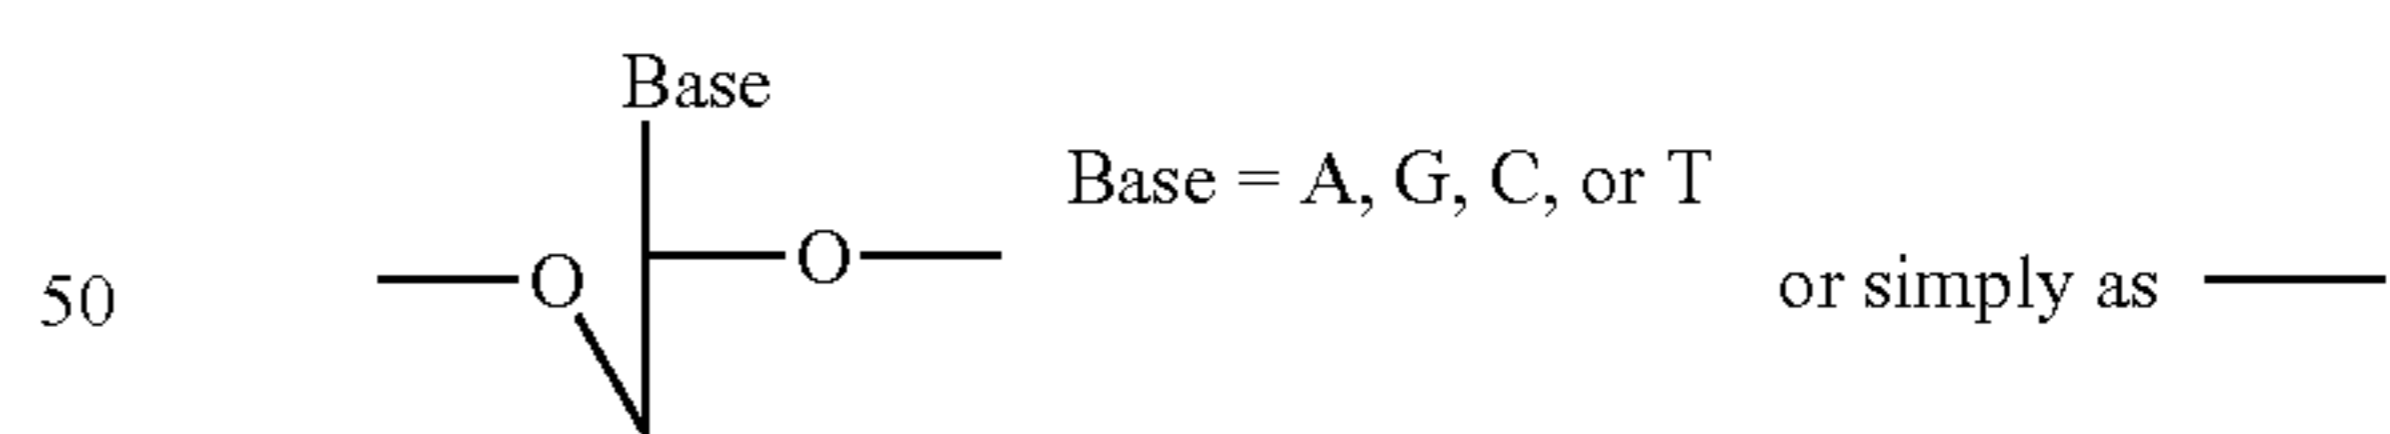 Base
Base = A, G, C, or T
O
50
O
or simply as